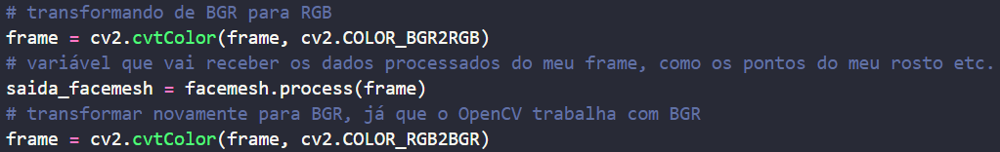 # transformando de BGR para RGB
frame = cv2.cvtColor(frame, cv2.COLOR_BGR2RGB)
# variável que vai receber os dados processados do meu frame, como os pontos do meu rosto etc.
saida_facemesh = facemesh.process(frame)
# transformar novamente para BGR, já que o OpenCV trabalha com BGR
frame = cv2.cvtColor(frame, cv2.COLOR_RGB2BGR)